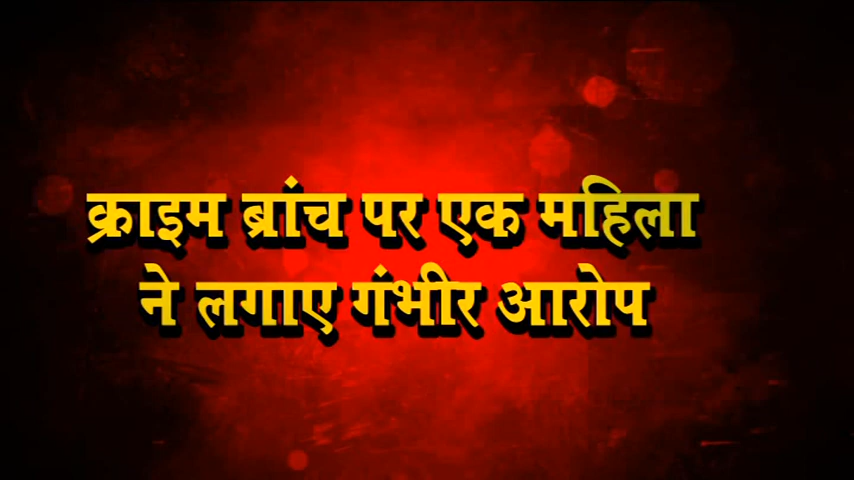 क्राइम ब्रांच पर एक महिला
ने लगाए गंभीर आरोप